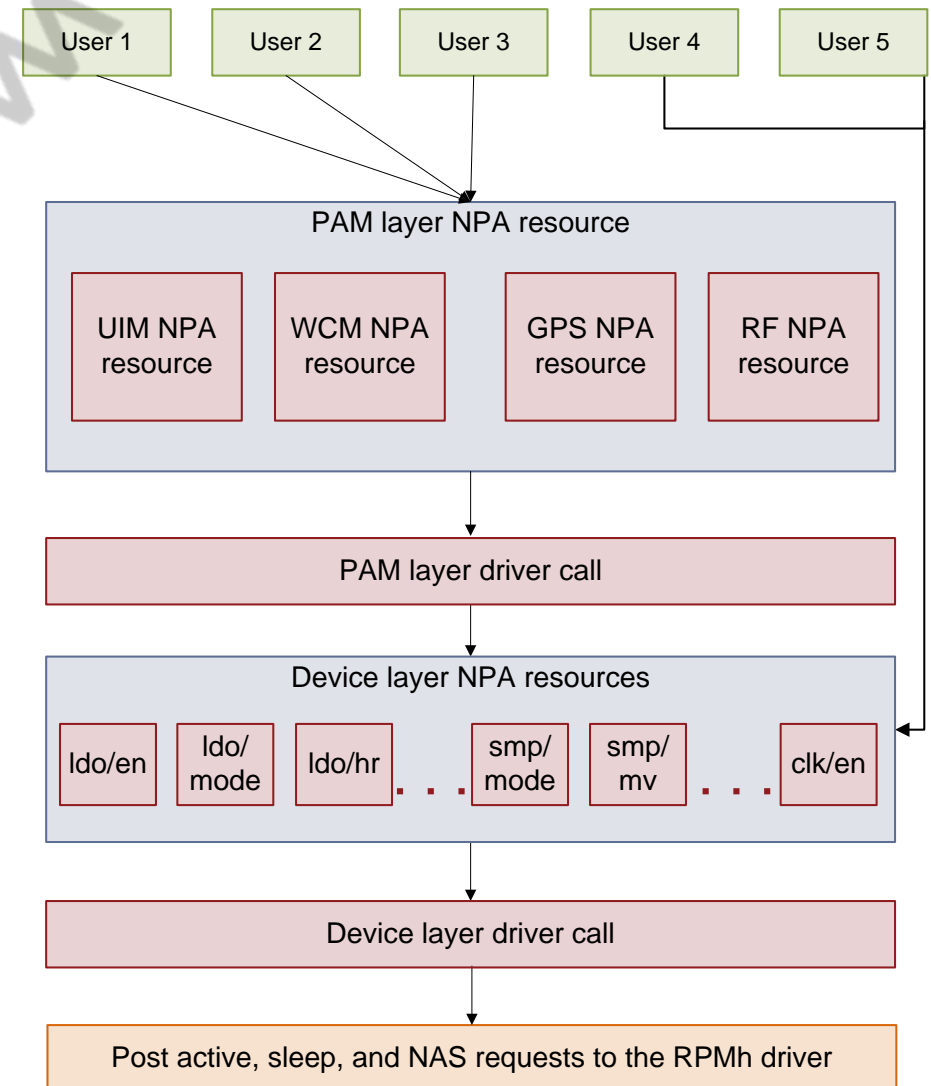 User 1
User 2
User 3
User 4
User 5
PAM layer NPA resource
UIM NPA
resource
WCM NPA
resource
GPS NPA
resource
RF NPA
resource
PAM layer driver call
Device layer NPA resources
ldo/en
ldo/
mode
ldo/hr
. . .
smp/
mode
smp/
mv
. . .
clk/en
Device layer driver call
Post active, sleep, and NAS requests to the RPMh driver